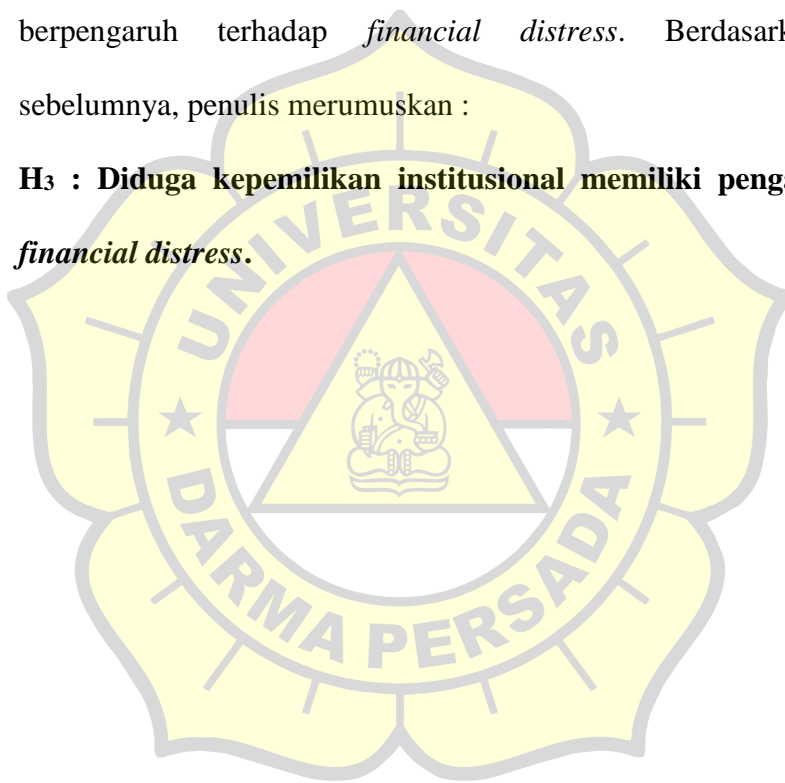 berpengaruh terhadap financial distress. Berdasark
sebelumnya, penulis merumuskan :
H₃ : Diduga kepemilikan institusional memiliki peng
financial distress.
UNIVERSITAS
DARMA PERSADA